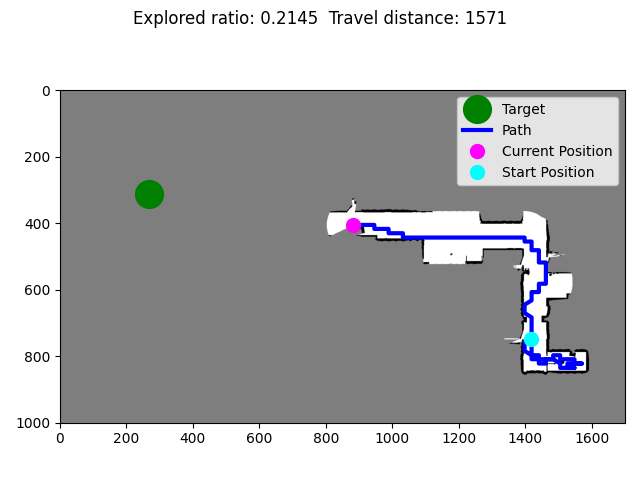 Explored ratio: 0.2145  Travel distance: 1571
Target
Path
Current Position
Start Position
0
200
400
600
800
1000
0 200 400 600 800 1000 1200 1400 1600